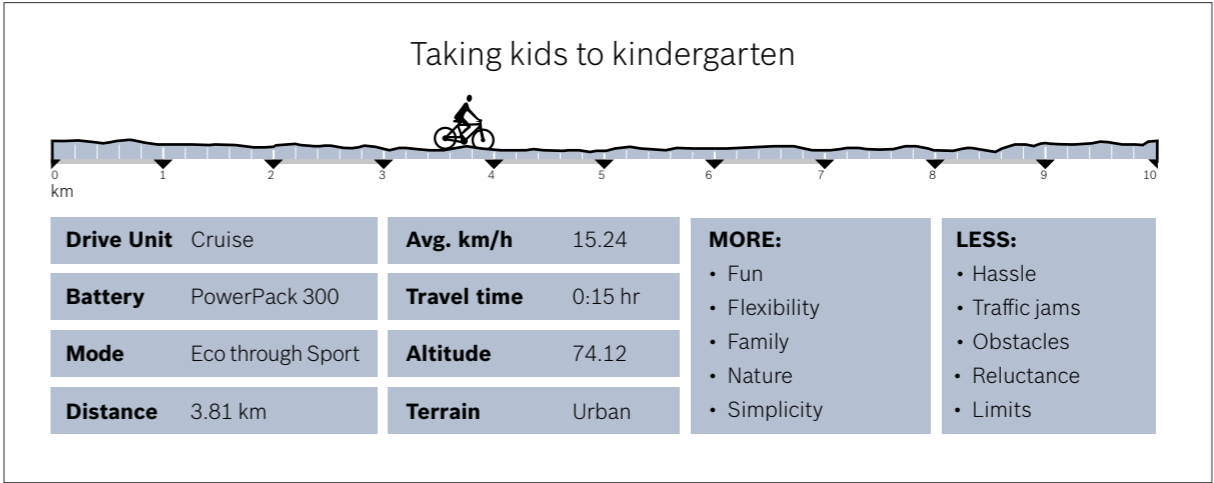 Taking kids to kindergarten
0 1 2 3 4 5 6 7 8 9 10
km
Drive Unit Cruise
Battery PowerPack 300
Mode Eco through Sport
Distance 3.81 km
Avg. km/h 15.24
Travel time 0:15 hr
Altitude 74.12
Terrain Urban
MORE:
• Fun
• Flexibility
• Family
• Nature
• Simplicity
LESS:
• Hassle
• Traffic jams
• Obstacles
• Reluctance
• Limits